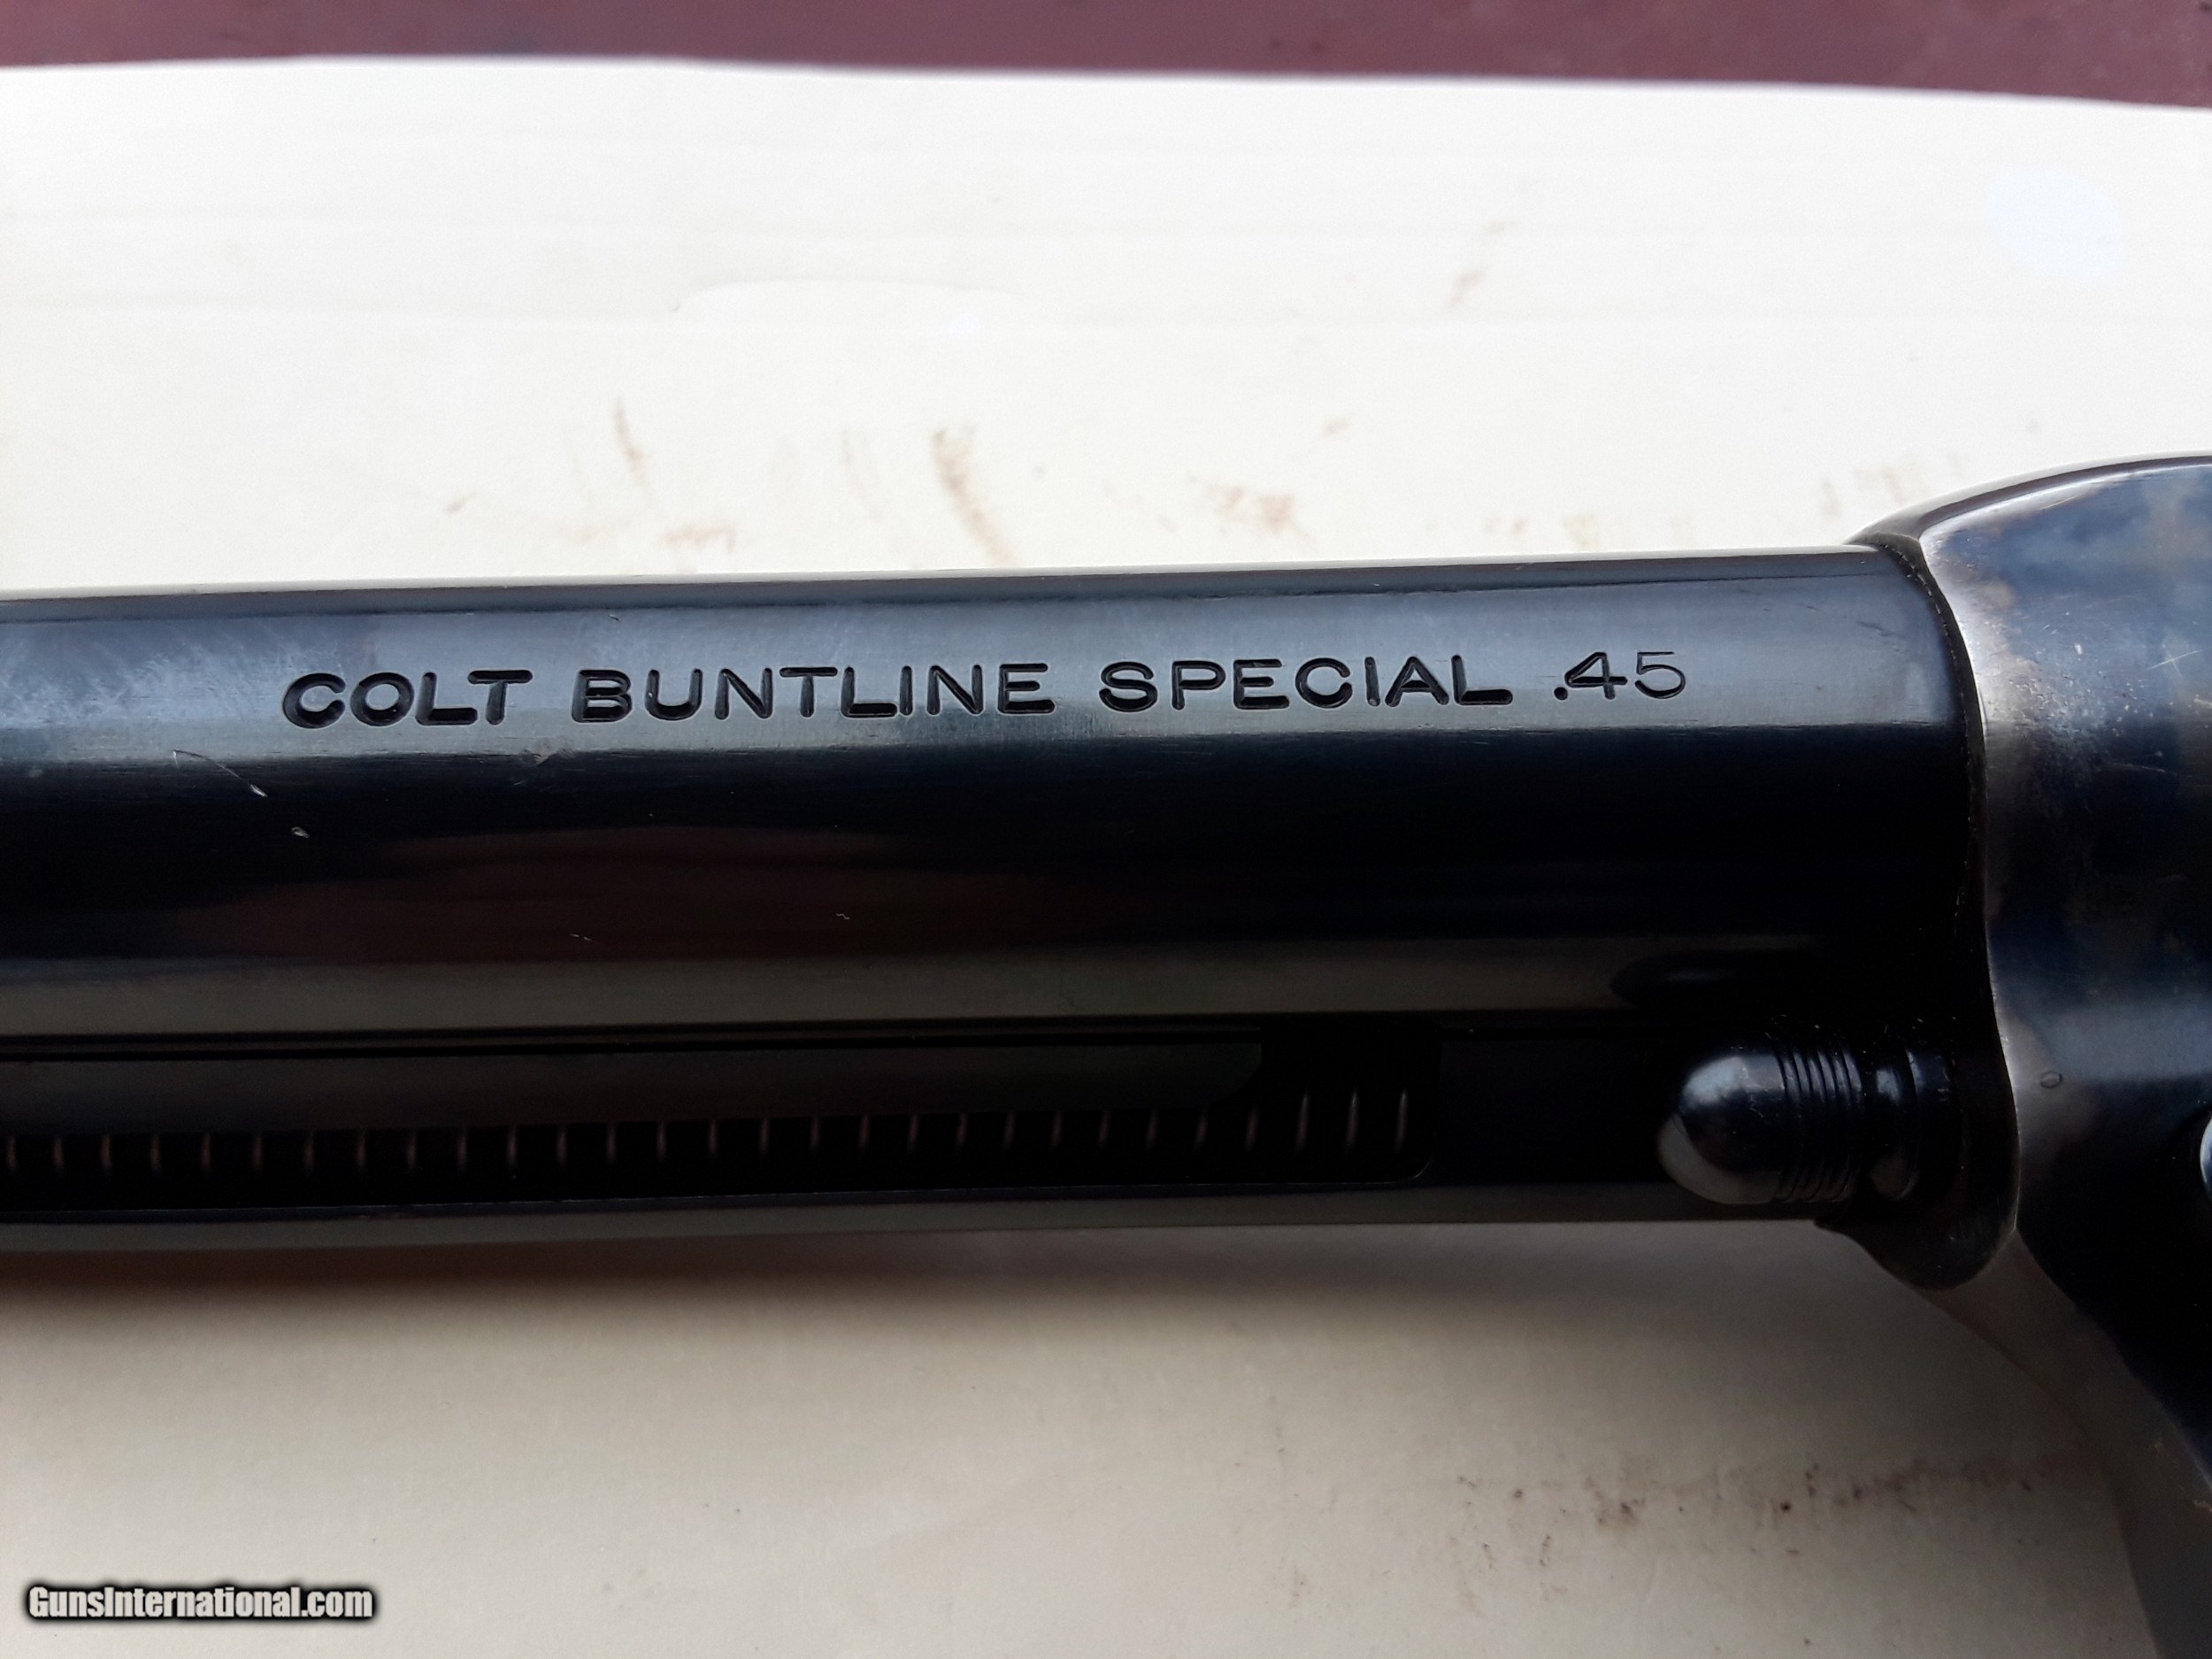 COLT BUNTLINE SPECIAL .45
GunsInternational.com